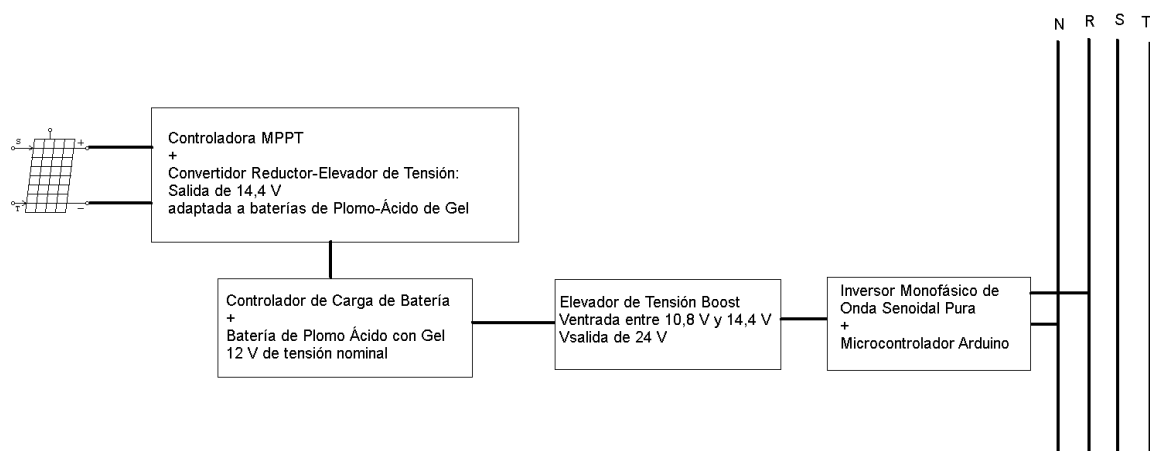 N R S T
S
+
T
-
Controladora MPPT
+
Convertidor Reductor-Elevador de Tensión:
Salida de 14,4 V
adaptada a baterías de Plomo-Ácido de Gel
Controlador de Carga de Batería
+
Batería de Plomo Ácido con Gel
12 V de tensión nominal
Elevador de Tensión Boost
Ventrada entre 10,8 V y 14,4 V
Vsalida de 24 V
Inversor Monofásico de
Onda Senoidal Pura
+
Microcontrolador Arduino